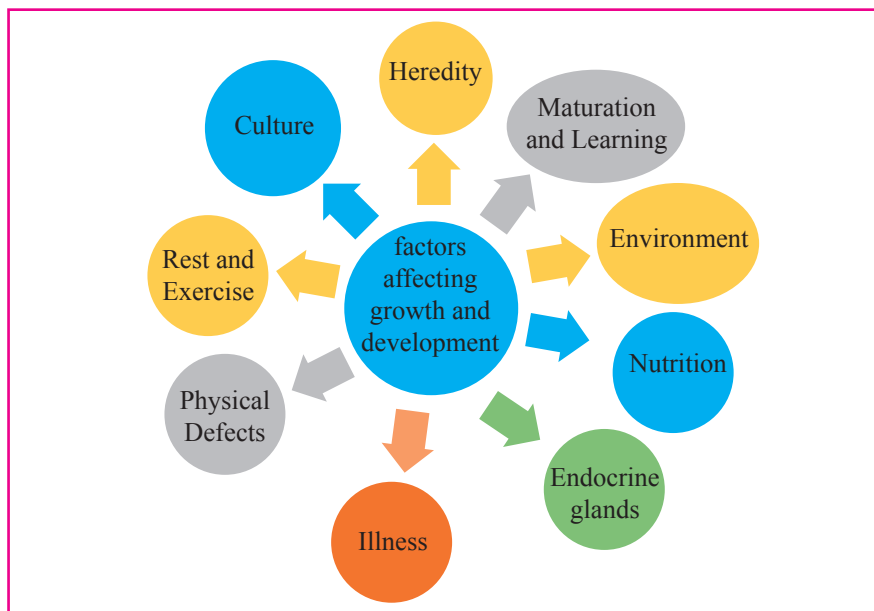 Heredity
Maturation
and Learning
Environment
Nutrition
Endocrine
glands
Illness
Physical
Defects
Rest and
Exercise
Culture
factors
affecting
growth and
development